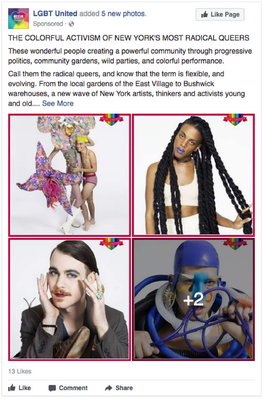 LGBT United added 5 new photos.
Sponsored ·
Like Page
THE COLORFUL ACTIVISM OF NEW YORK'S MOST RADICAL QUEERS
These wonderful people creating a powerful community through progressive
politics, community gardens, wild parties, and colorful performance.
Call them the radical queers, and know that the term is flexible, and
evolving. From the local gardens of the East Village to Bushwick
warehouses, a new wave of New York artists, thinkers and activists young
and old.... See More
+2
13 Likes
Like Comment Share